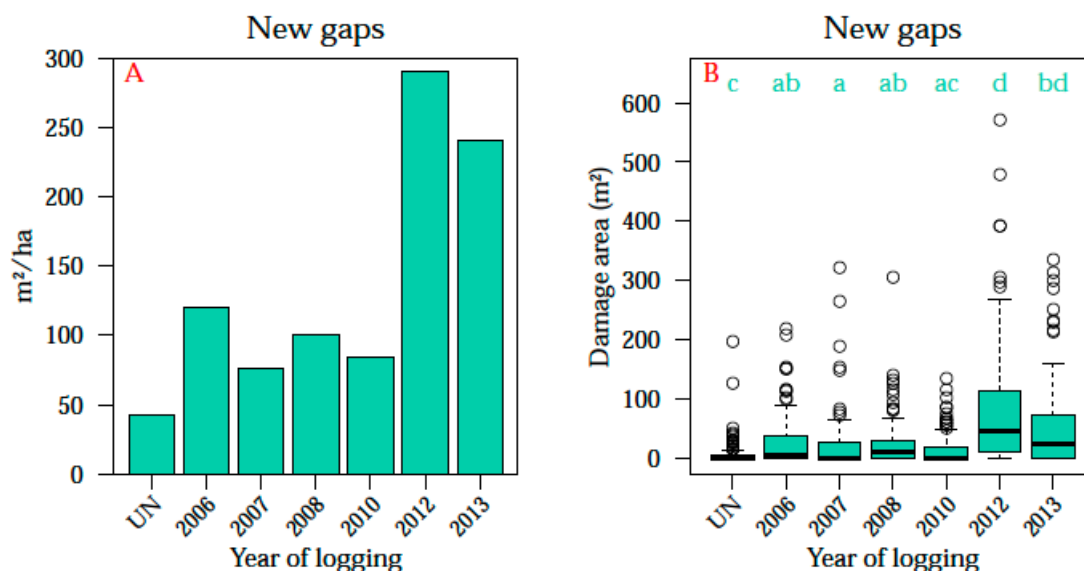 New gaps
A
m²/ha
300
250
200
150
100
50
0
UN 2006 2007 2008 2010 2012 2013
Year of logging
New gaps
B
c ab a ab ac d bd
Damage area (m²)
600
500
400
300
200
100
0
UN 2006 2007 2008 2010 2012 2013
Year of logging